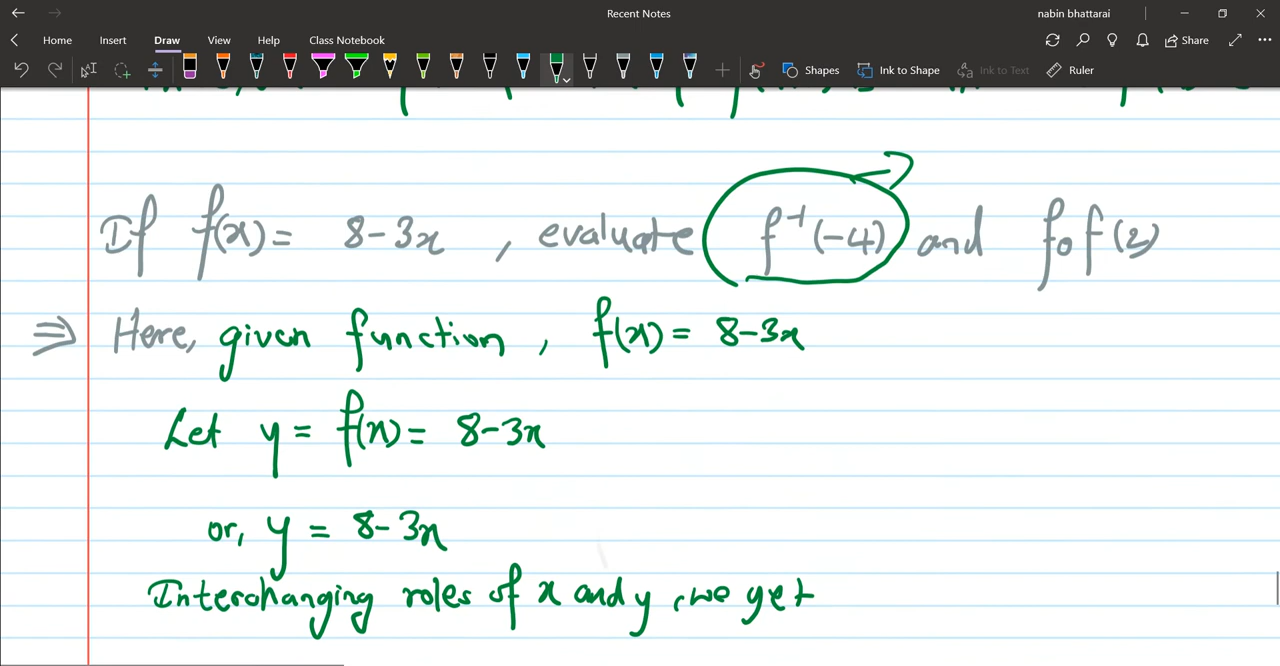 Recent Notes
nabin bhattarai
Home Insert Draw View Help Class Notebook
Share
Shapes Ink to Shape Ink to Text Ruler
If f(x) = 8-3x , evaluate f⁻¹(-4) and fof(2)
⇒ Here, given function , f(x) = 8-3x
Let y = f(x) = 8-3x
or, y = 8-3x
Interchanging roles of x and y , we get